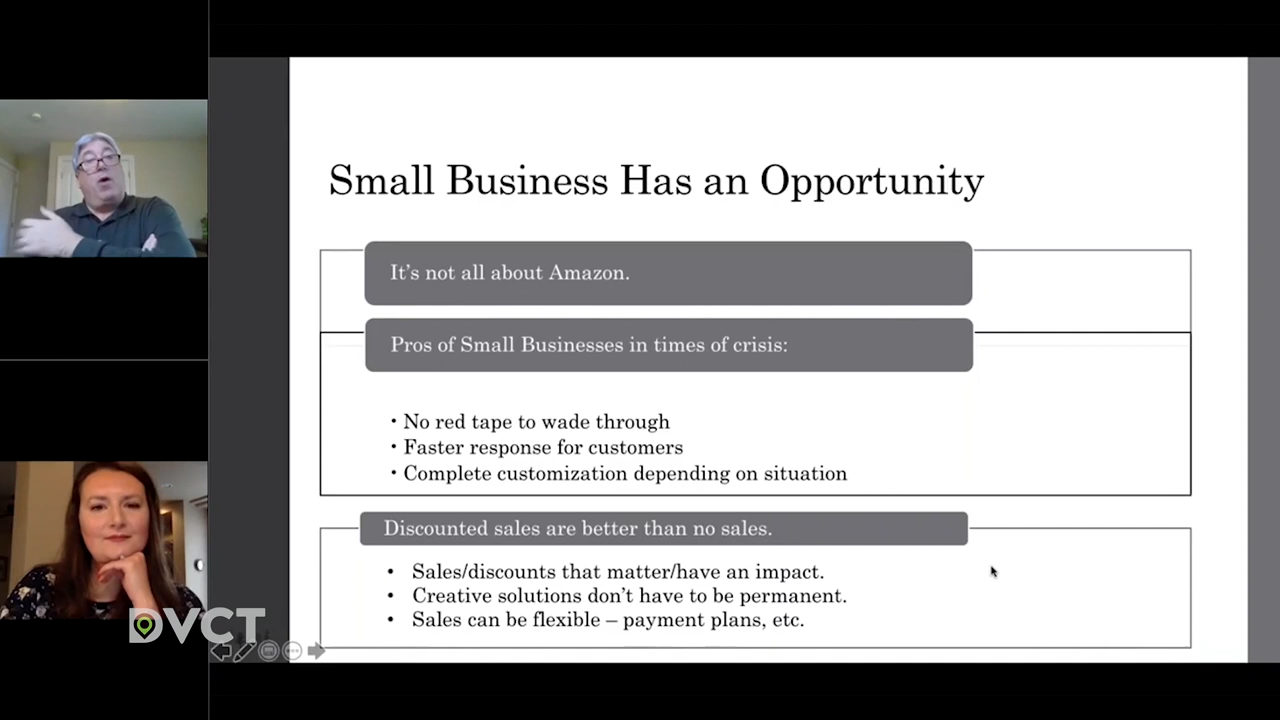 Small Business Has an Opportunity
It's not all about Amazon.
Pros of Small Businesses in times of crisis:
• No red tape to wade through
• Faster response for customers
• Complete customization depending on situation
Discounted sales are better than no sales.
• Sales/discounts that matter/have an impact.
• Creative solutions don't have to be permanent.
• Sales can be flexible – payment plans, etc.
DVCT